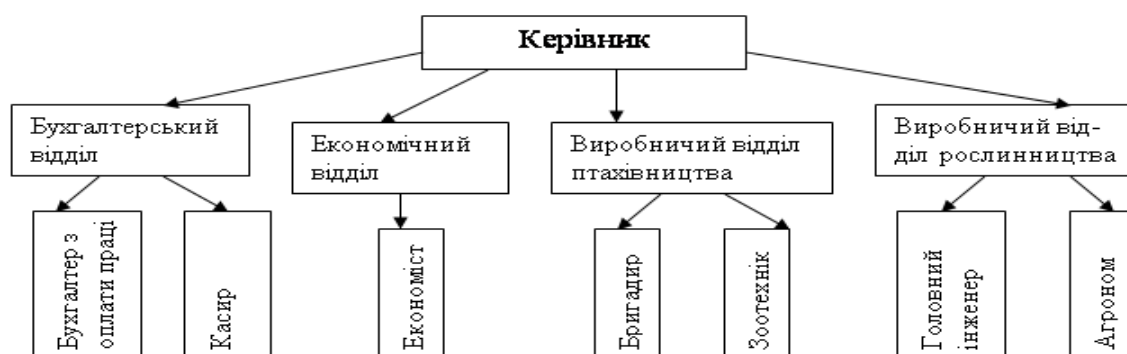 Керівник
Бухгалтерський
відділ
Економічний
відділ
Виробничий відділ
птахівництва
Виробничий від-
діл рослинництва
Бухгалтер з
оплати праці
Касир
Економіст
Бригадир
Зоотехнік
Головний
інженер
Агроном